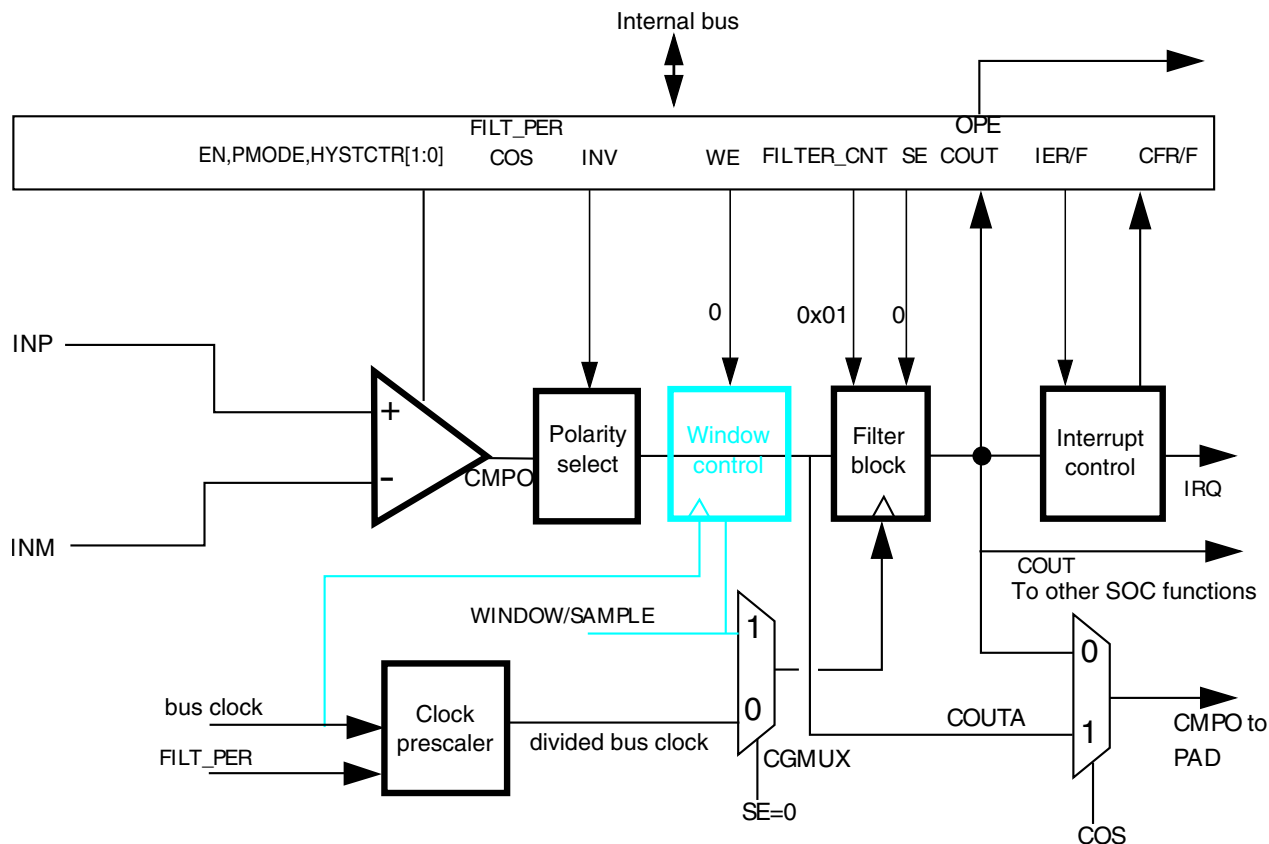 Internal bus
FILT_PER
OPE
EN,PMODE,HYSTCTR[1:0]
COS
INV
WE
FILTER_CNT
SE
COUT
IER/F
CFR/F
0
0x01
0
INP
+
-
INM
CMPO
Polarity
select
Window
control
Filter
block
Interrupt
control
IRQ
COUT
To other SOC functions
WINDOW/SAMPLE
1
0
bus clock
FILT_PER
Clock
prescaler
divided bus clock
CGMUX
SE=0
COUTA
0
1
CMPO to
PAD
COS